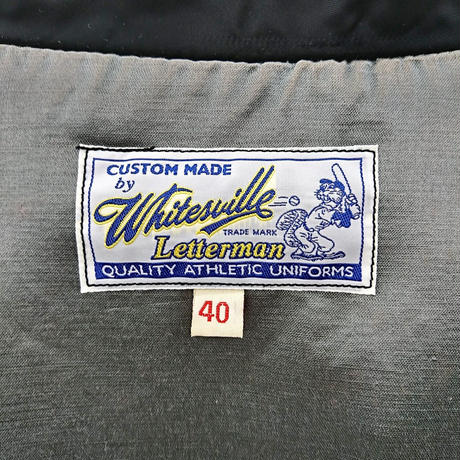 CUSTOM MADE
by
Whitesville
TRADE MARK
Letterman
QUALITY ATHLETIC UNIFORMS
40